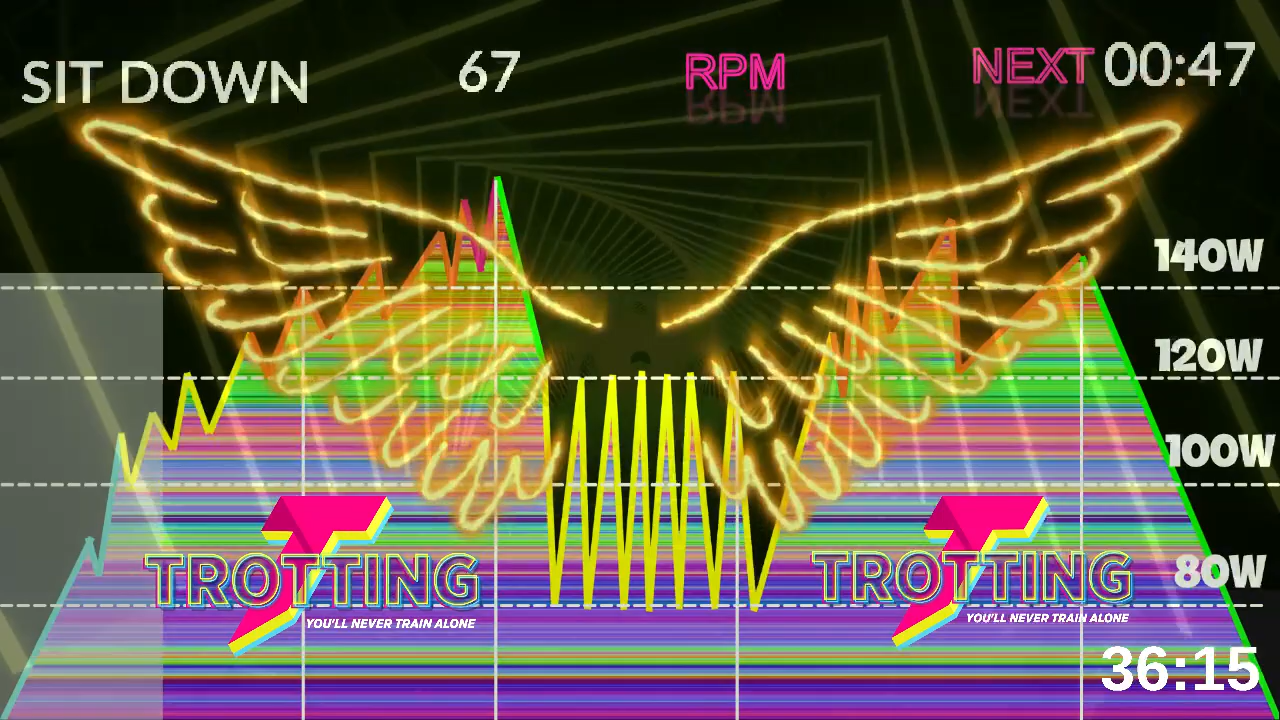 SIT DOWN 67 RPM NEXT 00:47
140W
120W
100W
80W
TROTTING
YOU'LL NEVER TRAIN ALONE
TROTTING
YOU'LL NEVER TRAIN ALONE
36:15